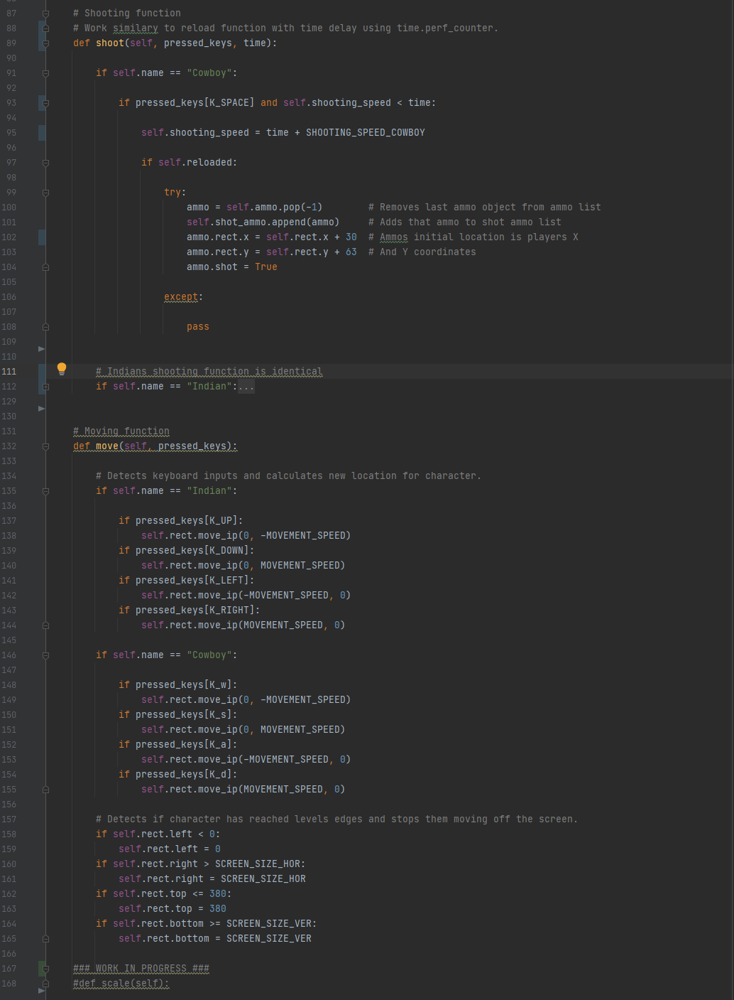 87 # Shooting function
88 # Work similary to reload function with time delay using time.perf_counter.
89 def shoot(self, pressed_keys, time):
90
91 if self.name == "Cowboy":
92
93 if pressed_keys[K_SPACE] and self.shooting_speed < time:
94
95 self.shooting_speed = time + SHOOTING_SPEED_COWBOY
96
97 if self.reloaded:
98
99 try:
100 ammo = self.ammo.pop(-1) # Removes last ammo object from ammo list
101 self.shot_ammo.append(ammo) # Adds that ammo to shot ammo list
102 ammo.rect.x = self.rect.x + 30 # Ammos initial location is players X
103 ammo.rect.y = self.rect.y + 63 # And Y coordinates
104 ammo.shot = True
105
106 except:
107
108 pass
109
110
111 # Indians shooting function is identical
112 if self.name == "Indian":...
129
130
131 # Moving function
132 def move(self, pressed_keys):
133
134 # Detects keyboard inputs and calculates new location for character.
135 if self.name == "Indian":
136
137 if pressed_keys[K_UP]:
138 self.rect.move_ip(0, -MOVEMENT_SPEED)
139 if pressed_keys[K_DOWN]:
140 self.rect.move_ip(0, MOVEMENT_SPEED)
141 if pressed_keys[K_LEFT]:
142 self.rect.move_ip(-MOVEMENT_SPEED, 0)
143 if pressed_keys[K_RIGHT]:
144 self.rect.move_ip(MOVEMENT_SPEED, 0)
145
146 if self.name == "Cowboy":
147
148 if pressed_keys[K_w]:
149 self.rect.move_ip(0, -MOVEMENT_SPEED)
150 if pressed_keys[K_s]:
151 self.rect.move_ip(0, MOVEMENT_SPEED)
152 if pressed_keys[K_a]:
153 self.rect.move_ip(-MOVEMENT_SPEED, 0)
154 if pressed_keys[K_d]:
155 self.rect.move_ip(MOVEMENT_SPEED, 0)
156
157 # Detects if character has reached levels edges and stops them moving off the screen.
158 if self.rect.left < 0:
159 self.rect.left = 0
160 if self.rect.right > SCREEN_SIZE_HOR:
161 self.rect.right = SCREEN_SIZE_HOR
162 if self.rect.top <= 380:
163 self.rect.top = 380
164 if self.rect.bottom >= SCREEN_SIZE_VER:
165 self.rect.bottom = SCREEN_SIZE_VER
166
167 ### WORK IN PROGRESS ###
168 #def scale(self):